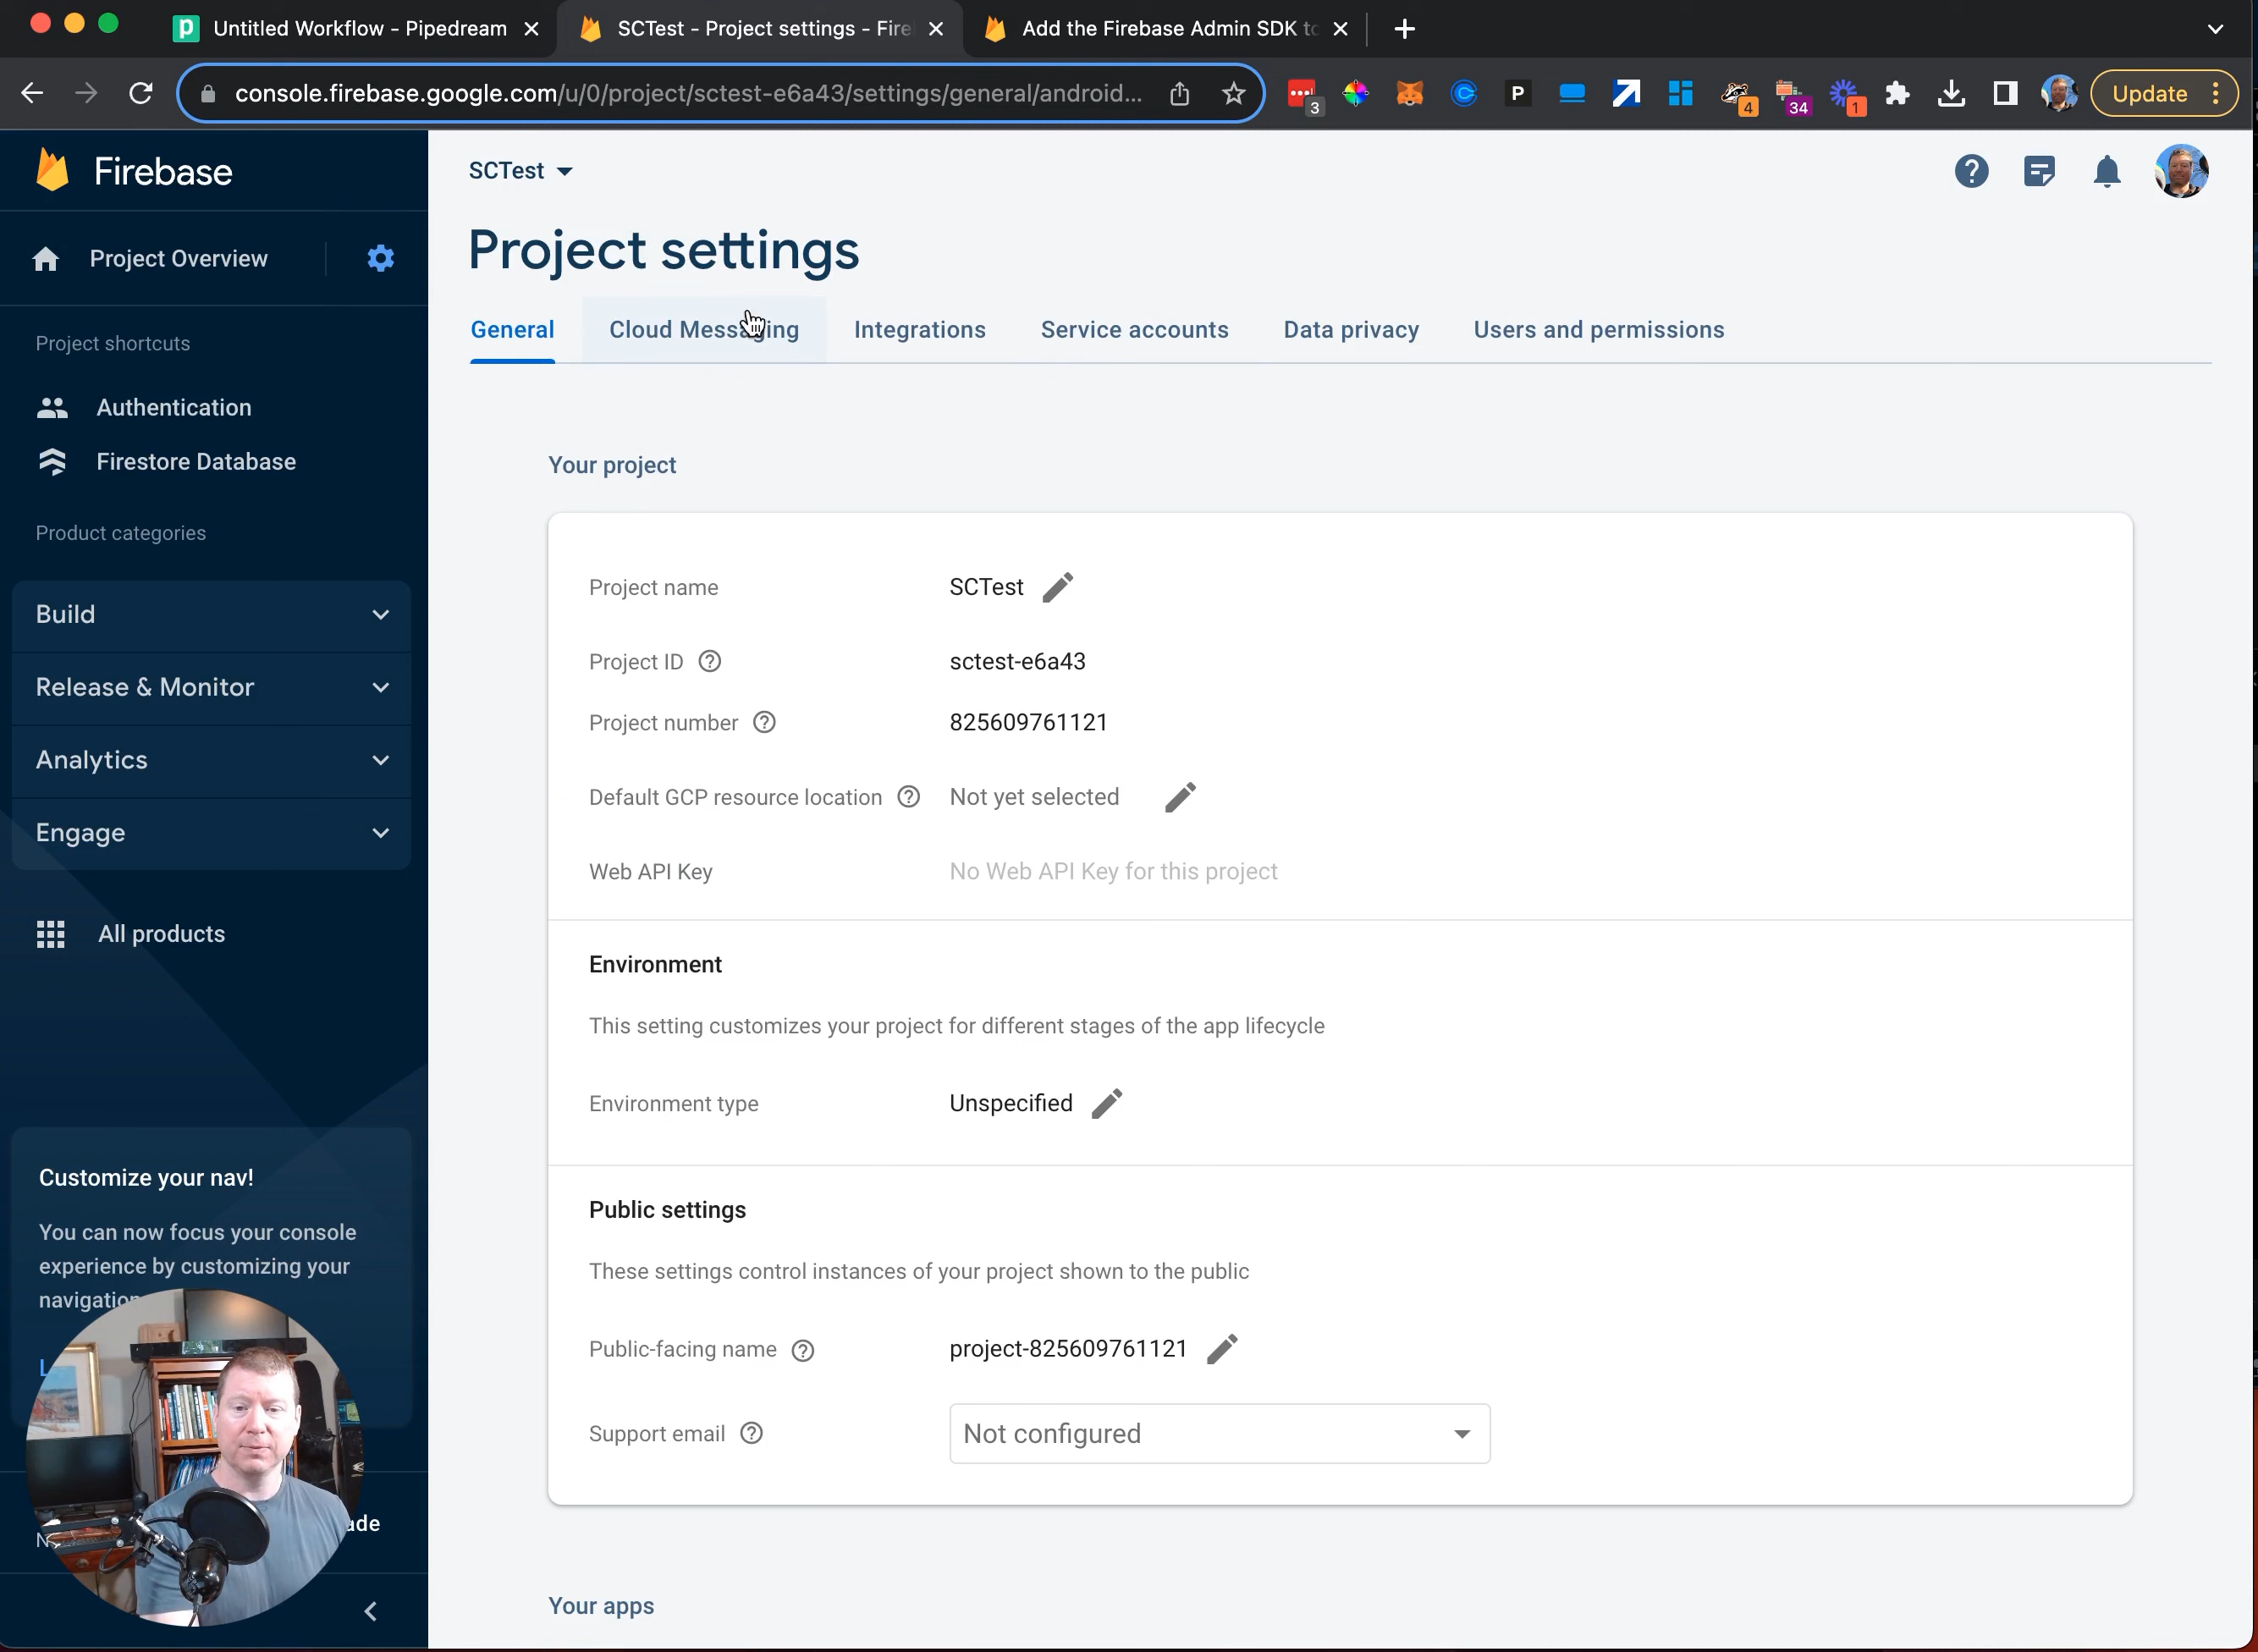 Untitled Workflow - Pipedream
SCTest - Project settings - Fire
Add the Firebase Admin SDK to
console.firebase.google.com/u/0/project/sctest-e6a43/settings/general/android...
3
P
4
34
1
Update
Firebase
SCTest
Project Overview
Project settings
General
Cloud Messaging
Integrations
Service accounts
Data privacy
Users and permissions
Project shortcuts
Authentication
Firestore Database
Product categories
Build
Release & Monitor
Analytics
Engage
All products
Customize your nav!
You can now focus your console
experience by customizing your
navigation
Your project
Project name
SCTest
Project ID
sctest-e6a43
Project number
825609761121
Default GCP resource location
Not yet selected
Web API Key
No Web API Key for this project
Environment
This setting customizes your project for different stages of the app lifecycle
Environment type
Unspecified
Public settings
These settings control instances of your project shown to the public
Public-facing name
project-825609761121
Support email
Not configured
Your apps